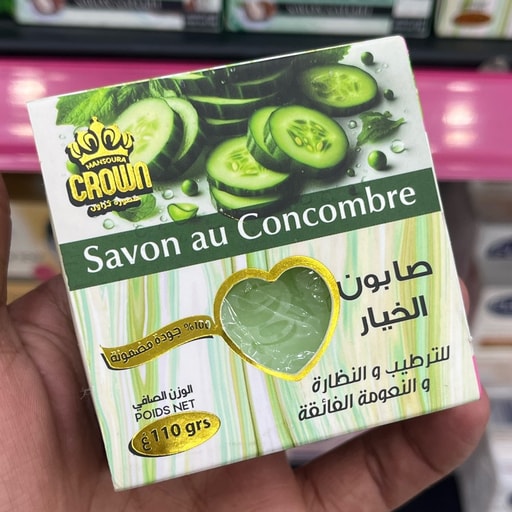 MANSOURA
CROWN
منصورة كراون
Savon au Concombre
صابون
الخيار
للترطيب و النظارة
و النعومة الفائقة
100% جودة مضمونة
الوزن الصافي
POIDS NET
110 grs غ